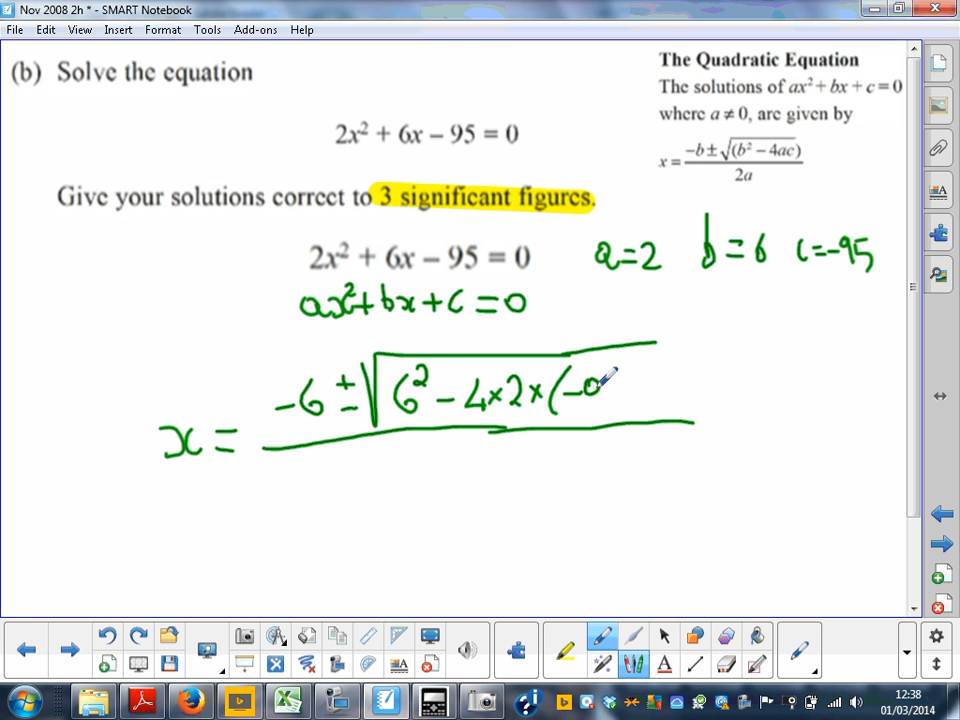 Nov 2008 2h * - SMART Notebook
File Edit View Insert Format Tools Add-ons Help
(b) Solve the equation
2x² + 6x – 95 = 0
Give your solutions correct to 3 significant figures.
The Quadratic Equation
The solutions of ax² + bx + c = 0
where a ≠ 0, are given by
x = (-b ± √(b² – 4ac)) / 2a
2x² + 6x – 95 = 0
a=2 b=6 c=-95
ax²+bx+c=0
x = -6 ± √6² - 4×2×(-
12:38
01/03/2014